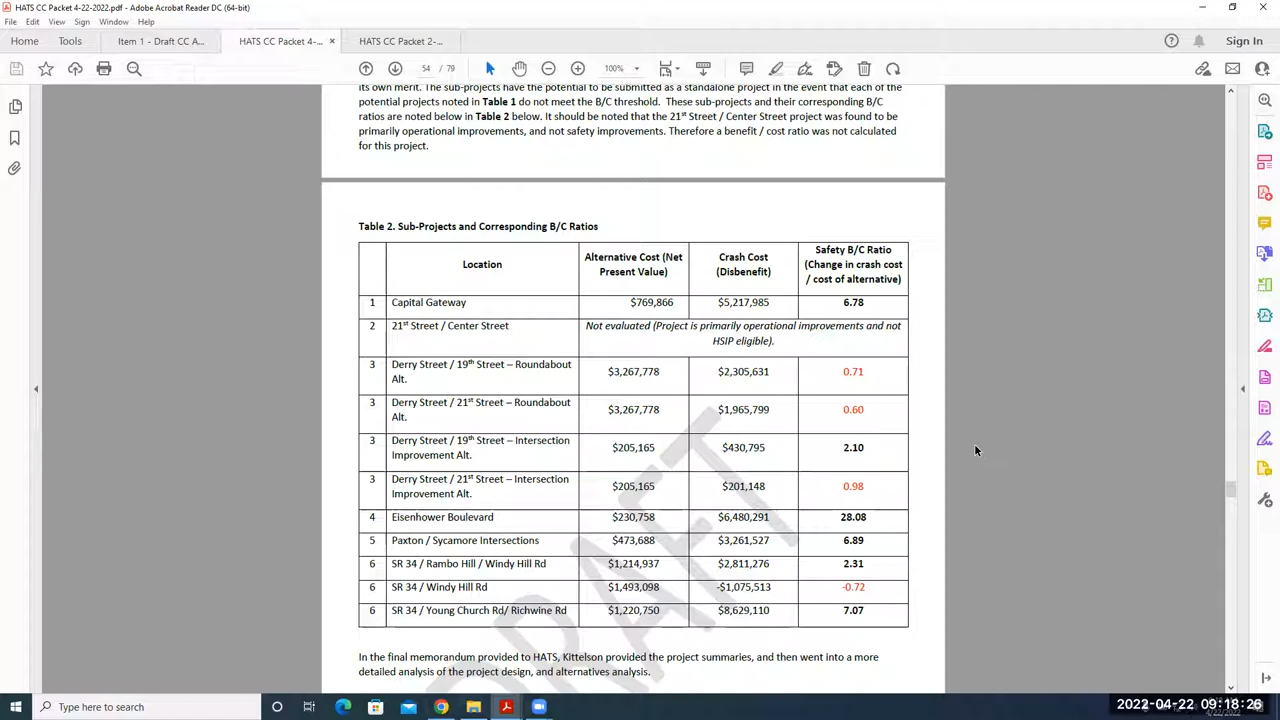 HATS CC Packet 4-22-2022.pdf - Adobe Acrobat Reader DC (64-bit)
File Edit View Sign Window Help
Home Tools Item 1 - Draft CC A... HATS CC Packet 4-... × HATS CC Packet 2-... Sign In
54 / 79 100%
its own merit. The sub-projects have the potential to be submitted as a standalone project in the event that each of the
potential projects noted in Table 1 do not meet the B/C threshold. These sub-projects and their corresponding B/C
ratios are noted below in Table 2 below. It should be noted that the 21st Street / Center Street project was found to be
primarily operational improvements, and not safety improvements. Therefore a benefit / cost ratio was not calculated
for this project.
Table 2. Sub-Projects and Corresponding B/C Ratios
Location
Alternative Cost (Net
Present Value)
Crash Cost
(Disbenefit)
Safety B/C Ratio
(Change in crash cost
/ cost of alternative)
1 Capital Gateway $769,866 $5,217,985 6.78
2 21st Street / Center Street Not evaluated (Project is primarily operational improvements and not
HSIP eligible).
3 Derry Street / 19th Street – Roundabout
Alt. $3,267,778 $2,305,631 0.71
3 Derry Street / 21st Street – Roundabout
Alt. $3,267,778 $1,965,799 0.60
3 Derry Street / 19th Street – Intersection
Improvement Alt. $205,165 $430,795 2.10
3 Derry Street / 21st Street – Intersection
Improvement Alt. $205,165 $201,148 0.98
4 Eisenhower Boulevard $230,758 $6,480,291 28.08
5 Paxton / Sycamore Intersections $473,688 $3,261,527 6.89
6 SR 34 / Rambo Hill / Windy Hill Rd $1,214,937 $2,811,276 2.31
6 SR 34 / Windy Hill Rd $1,493,098 -$1,075,513 -0.72
6 SR 34 / Young Church Rd/ Richwine Rd $1,220,750 $8,629,110 7.07
DRAFT
In the final memorandum provided to HATS, Kittelson provided the project summaries, and then went into a more
detailed analysis of the project design, and alternatives analysis.
Type here to search
2022-04-22 09:18:26